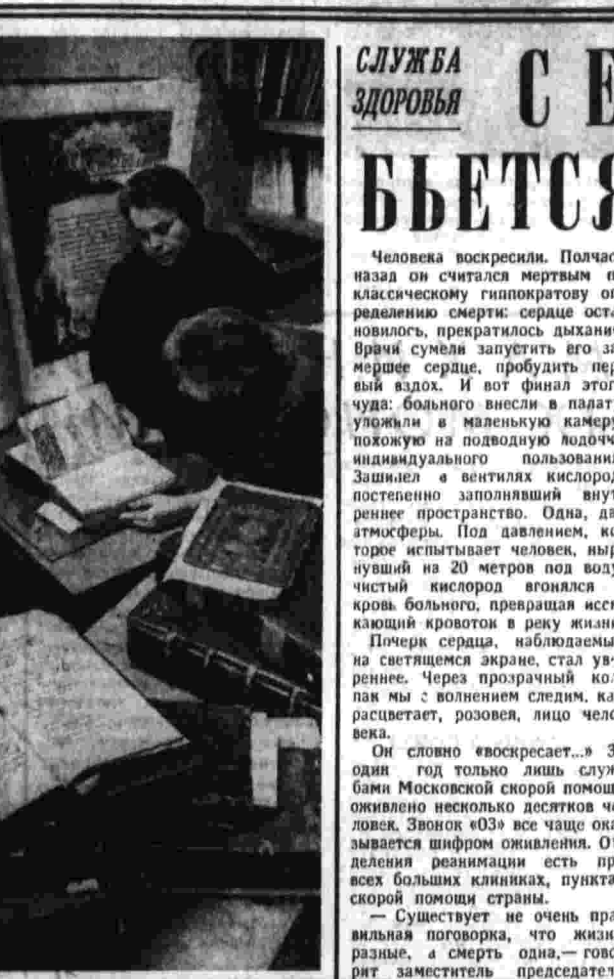 СЛУЖБА
ЗДОРОВЬЯ
С
БЬЕТСЯ
Человека воскресили. Полчас
назад он считался мертвым
классическому гиппократову
ределению смерти: сердце ост
новилось, прекратилось дыхани
Врачи сумели запустить его за
мершее сердце, пробудить пер
вый вздох. И вот финал этог
чуда: больного внесли в палат
уложили в маленькую камеру
похожую на подводную лодочк
индивидуального пользовани
Зашипел в вентилях кислород
постепенно заполнявший внут
реннее пространство. Одна, дв
атмосферы. Под давлением, ко
торое испытывает человек, ныр
нувший на 20 метров под воду
чистый кислород вгонялся
кровь больного, превращая исся
кающий кровоток в реку жизни
Почерк сердца, наблюдаемы
на светящемся экране, стал ув
реннее. Через прозрачный кол
пак мы с волнением следим, ка
расцветает, розовея, лицо чело
века.
Он словно «воскресает...» З
один год только лишь служ
бами Московской скорой помощ
оживлено несколько десятков че
ловек. Звонок «03» все чаще ока
зывается шифром оживления. От
деления реанимации есть пр
всех больших клиниках, пункта
скорой помощи страны.
— Существует не очень пра
вильная поговорка, что жизн
разные, а смерть одна,— гово
рит заместитель председател